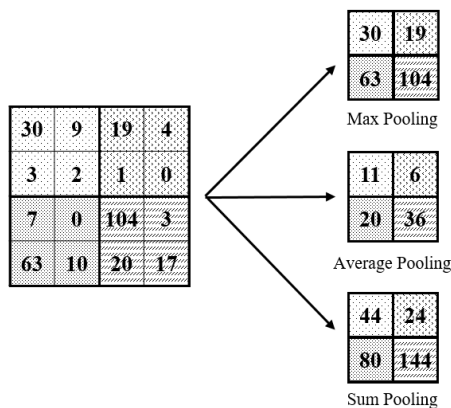 30 9 19 4
3 2 1 0
7 0 104 3
63 10 20 17
30 19
63 104
Max Pooling
11 6
20 36
Average Pooling
44 24
80 144
Sum Pooling